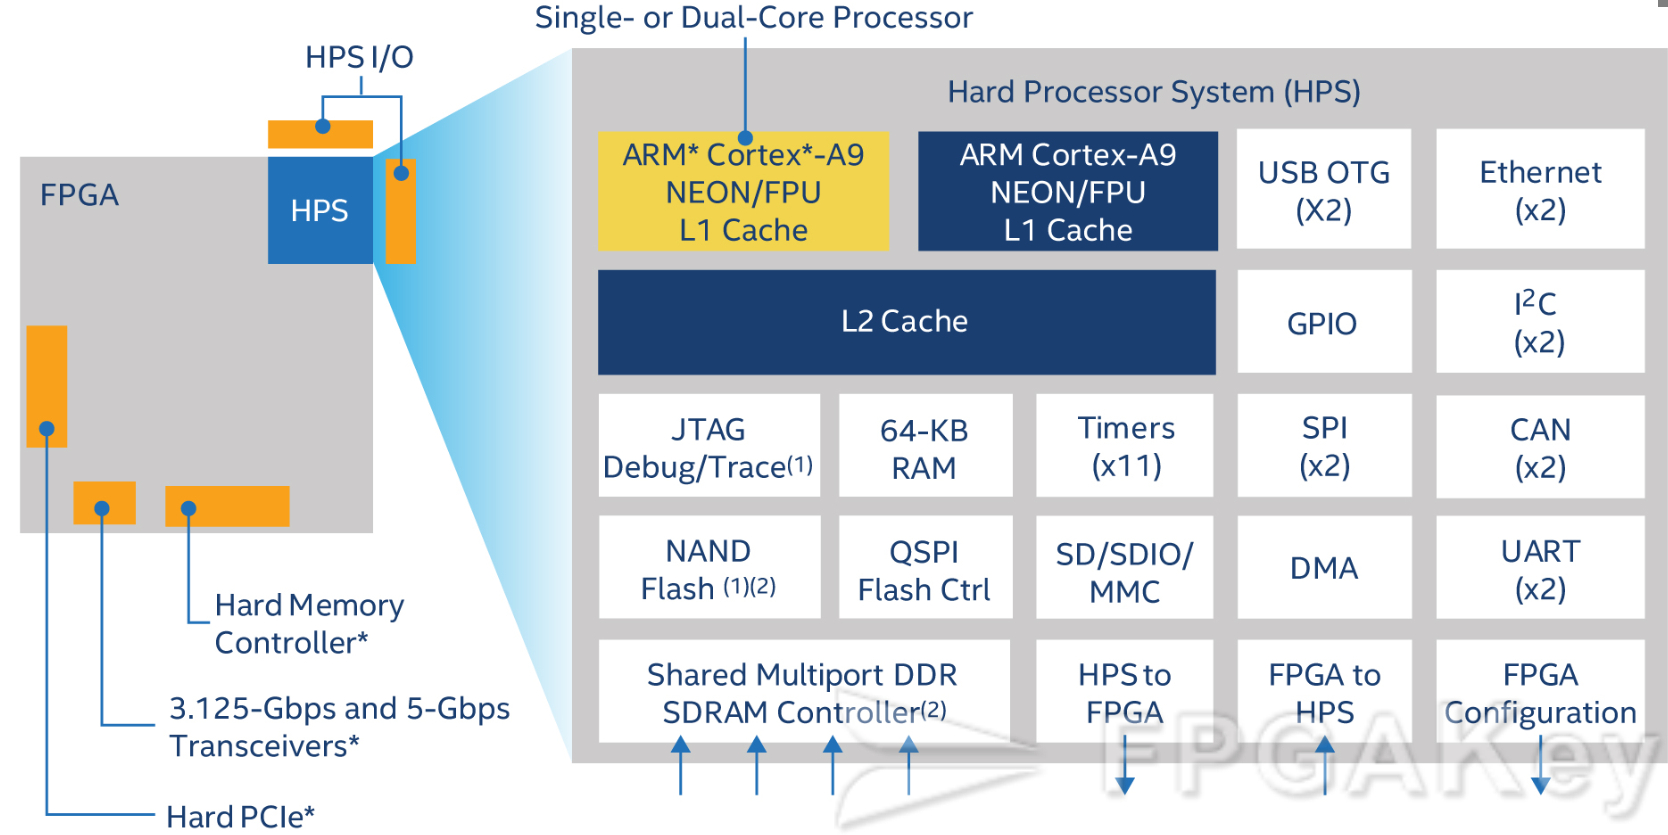 Single- or Dual-Core Processor
HPS I/O
FPGA
HPS
Hard Memory
Controller*
3.125-Gbps and 5-Gbps
Transceivers*
Hard PCIe*
Hard Processor System (HPS)
ARM* Cortex*-A9
NEON/FPU
L1 Cache
ARM Cortex-A9
NEON/FPU
L1 Cache
USB OTG
(X2)
Ethernet
(x2)
L2 Cache
GPIO
I²C
(x2)
JTAG
Debug/Trace(1)
64-KB
RAM
Timers
(x11)
SPI
(x2)
CAN
(x2)
NAND
Flash (1)(2)
QSPI
Flash Ctrl
SD/SDIO/
MMC
DMA
UART
(x2)
Shared Multiport DDR
SDRAM Controller(2)
HPS to
FPGA
FPGA to
HPS
FPGA
Configuration
FPGAKey